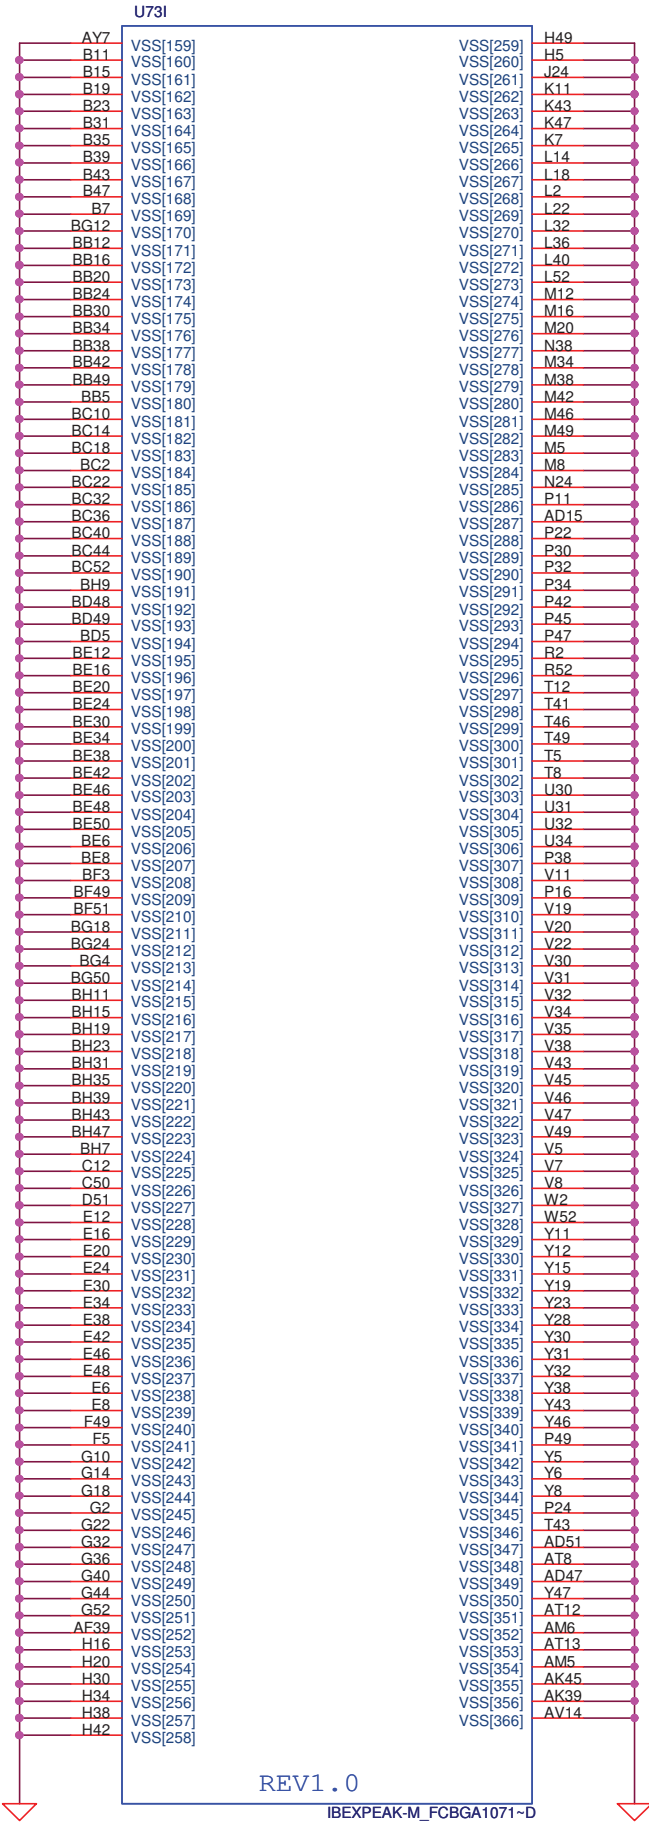 U73I
AY7 VSS[159] VSS[259] H49
B11 VSS[160] VSS[260] H5
B15 VSS[161] VSS[261] J24
B19 VSS[162] VSS[262] K11
B23 VSS[163] VSS[263] K43
B31 VSS[164] VSS[264] K47
B35 VSS[165] VSS[265] K7
B39 VSS[166] VSS[266] L14
B43 VSS[167] VSS[267] L18
B47 VSS[168] VSS[268] L2
B7 VSS[169] VSS[269] L22
BG12 VSS[170] VSS[270] L32
BB12 VSS[171] VSS[271] L36
BB16 VSS[172] VSS[272] L40
BB20 VSS[173] VSS[273] L52
BB24 VSS[174] VSS[274] M12
BB30 VSS[175] VSS[275] M16
BB34 VSS[176] VSS[276] M20
BB38 VSS[177] VSS[277] N38
BB42 VSS[178] VSS[278] M34
BB49 VSS[179] VSS[279] M38
BB5 VSS[180] VSS[280] M42
BC10 VSS[181] VSS[281] M46
BC14 VSS[182] VSS[282] M49
BC18 VSS[183] VSS[283] M5
BC2 VSS[184] VSS[284] M8
BC22 VSS[185] VSS[285] N24
BC32 VSS[186] VSS[286] P11
BC36 VSS[187] VSS[287] AD15
BC40 VSS[188] VSS[288] P22
BC44 VSS[189] VSS[289] P30
BC52 VSS[190] VSS[290] P32
BH9 VSS[191] VSS[291] P34
BD48 VSS[192] VSS[292] P42
BD49 VSS[193] VSS[293] P45
BD5 VSS[194] VSS[294] P47
BE12 VSS[195] VSS[295] R2
BE16 VSS[196] VSS[296] R52
BE20 VSS[197] VSS[297] T12
BE24 VSS[198] VSS[298] T41
BE30 VSS[199] VSS[299] T46
BE34 VSS[200] VSS[300] T49
BE38 VSS[201] VSS[301] T5
BE42 VSS[202] VSS[302] T8
BE46 VSS[203] VSS[303] U30
BE48 VSS[204] VSS[304] U31
BE50 VSS[205] VSS[305] U32
BE6 VSS[206] VSS[306] U34
BE8 VSS[207] VSS[307] P38
BF3 VSS[208] VSS[308] V11
BF49 VSS[209] VSS[309] P16
BF51 VSS[210] VSS[310] V19
BG18 VSS[211] VSS[311] V20
BG24 VSS[212] VSS[312] V22
BG4 VSS[213] VSS[313] V30
BG50 VSS[214] VSS[314] V31
BH11 VSS[215] VSS[315] V32
BH15 VSS[216] VSS[316] V34
BH19 VSS[217] VSS[317] V35
BH23 VSS[218] VSS[318] V38
BH31 VSS[219] VSS[319] V43
BH35 VSS[220] VSS[320] V45
BH39 VSS[221] VSS[321] V46
BH43 VSS[222] VSS[322] V47
BH47 VSS[223] VSS[323] V49
BH7 VSS[224] VSS[324] V5
C12 VSS[225] VSS[325] V7
C50 VSS[226] VSS[326] V8
D51 VSS[227] VSS[327] W2
E12 VSS[228] VSS[328] W52
E16 VSS[229] VSS[329] Y11
E20 VSS[230] VSS[330] Y12
E24 VSS[231] VSS[331] Y15
E30 VSS[232] VSS[332] Y19
E34 VSS[233] VSS[333] Y23
E38 VSS[234] VSS[334] Y28
E42 VSS[235] VSS[335] Y30
E46 VSS[236] VSS[336] Y31
E48 VSS[237] VSS[337] Y32
E6 VSS[238] VSS[338] Y38
E8 VSS[239] VSS[339] Y43
F49 VSS[240] VSS[340] Y46
F5 VSS[241] VSS[341] P49
G10 VSS[242] VSS[342] Y5
G14 VSS[243] VSS[343] Y6
G18 VSS[244] VSS[344] Y8
G2 VSS[245] VSS[345] P24
G22 VSS[246] VSS[346] T43
G32 VSS[247] VSS[347] AD51
G36 VSS[248] VSS[348] AT8
G40 VSS[249] VSS[349] AD47
G44 VSS[250] VSS[350] Y47
G52 VSS[251] VSS[351] AT12
AF39 VSS[252] VSS[352] AM6
H16 VSS[253] VSS[353] AT13
H20 VSS[254] VSS[354] AM5
H30 VSS[255] VSS[355] AK45
H34 VSS[256] VSS[356] AK39
H38 VSS[257] VSS[366] AV14
H42 VSS[258]
REV1.0
IBEXPEAK-M_FCBGA1071~D